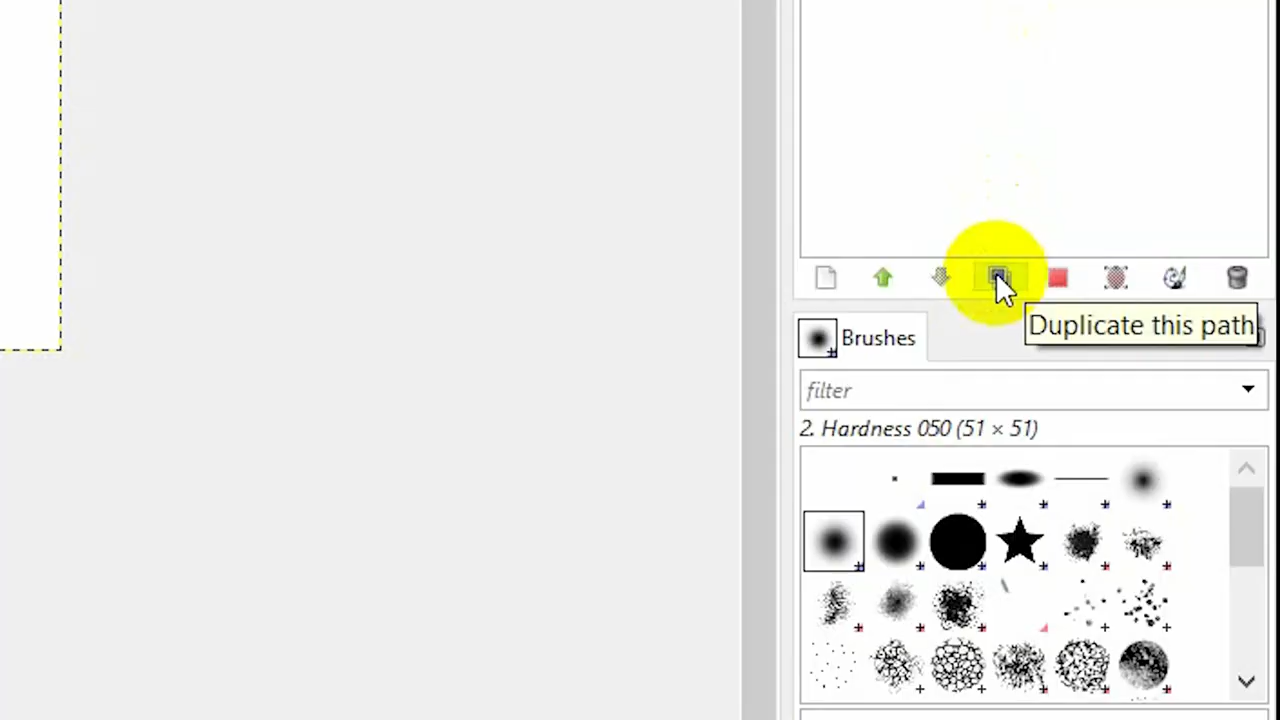 Duplicate this path
Brushes
filter
2. Hardness 050 (51 × 51)